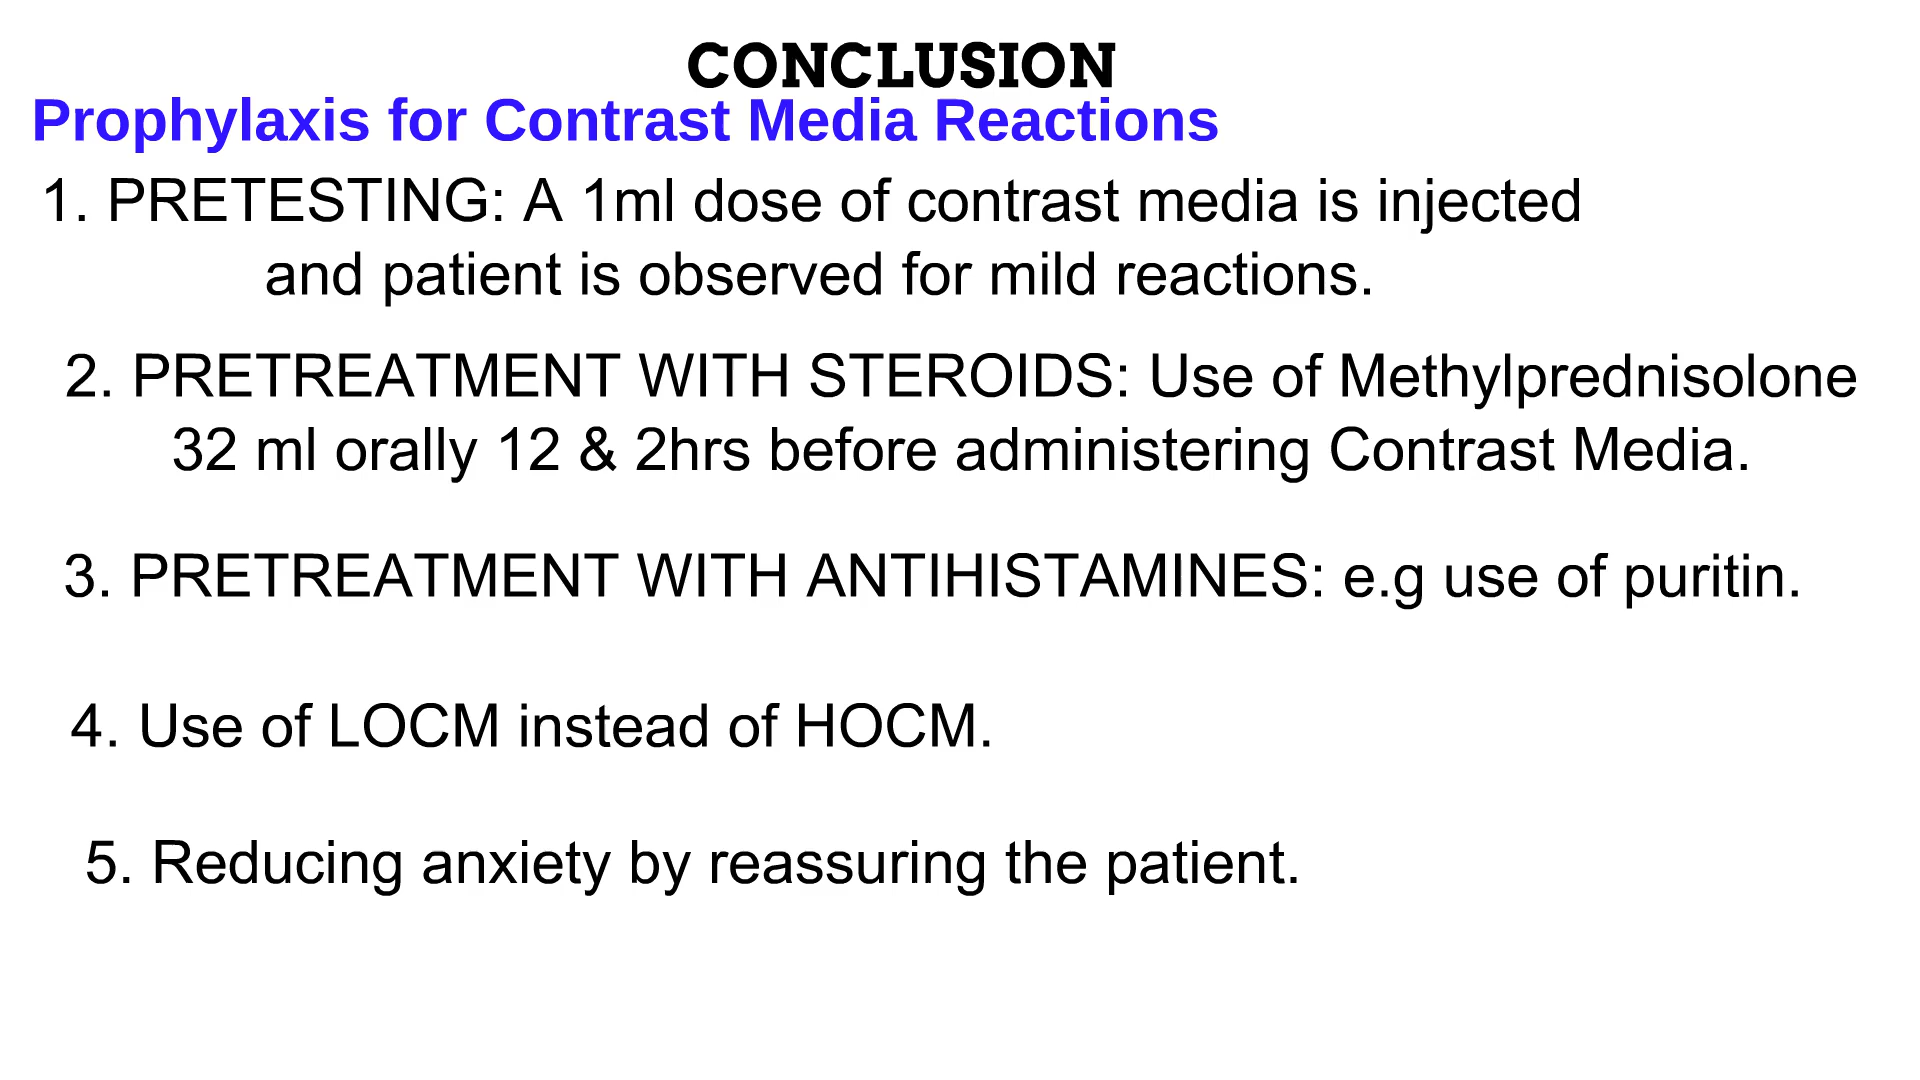 CONCLUSION
Prophylaxis for Contrast Media Reactions
1. PRETESTING: A 1ml dose of contrast media is injected
and patient is observed for mild reactions.
2. PRETREATMENT WITH STEROIDS: Use of Methylprednisolone
32 ml orally 12 & 2hrs before administering Contrast Media.
3. PRETREATMENT WITH ANTIHISTAMINES: e.g use of puritin.
4. Use of LOCM instead of HOCM.
5. Reducing anxiety by reassuring the patient.